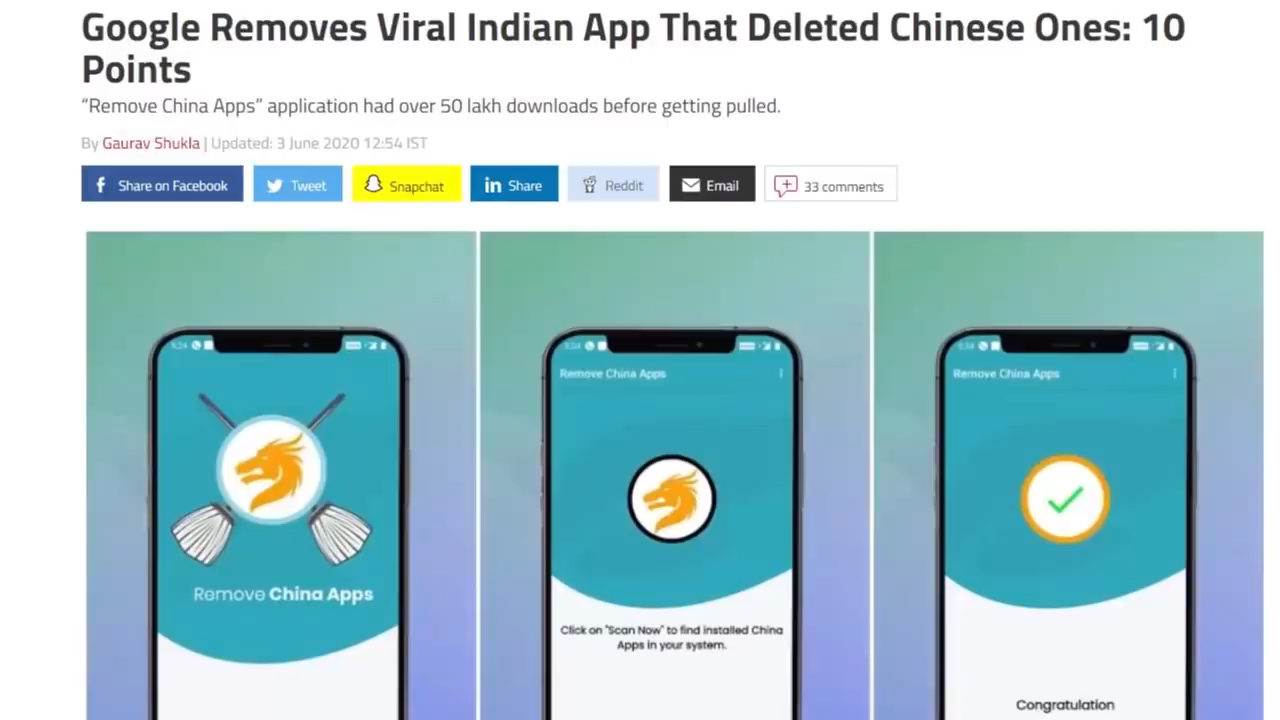 Google Removes Viral Indian App That Deleted Chinese Ones: 10
Points
“Remove China Apps” application had over 50 lakh downloads before getting pulled.
By Gaurav Shukla | Updated: 3 June 2020 12:54 IST
Share on Facebook
Tweet
Snapchat
in Share
Reddit
Email
33 comments
Remove China Apps
Remove China Apps
Click on "Scan Now" to find installed China
Apps in your system.
Remove China Apps
Congratulation